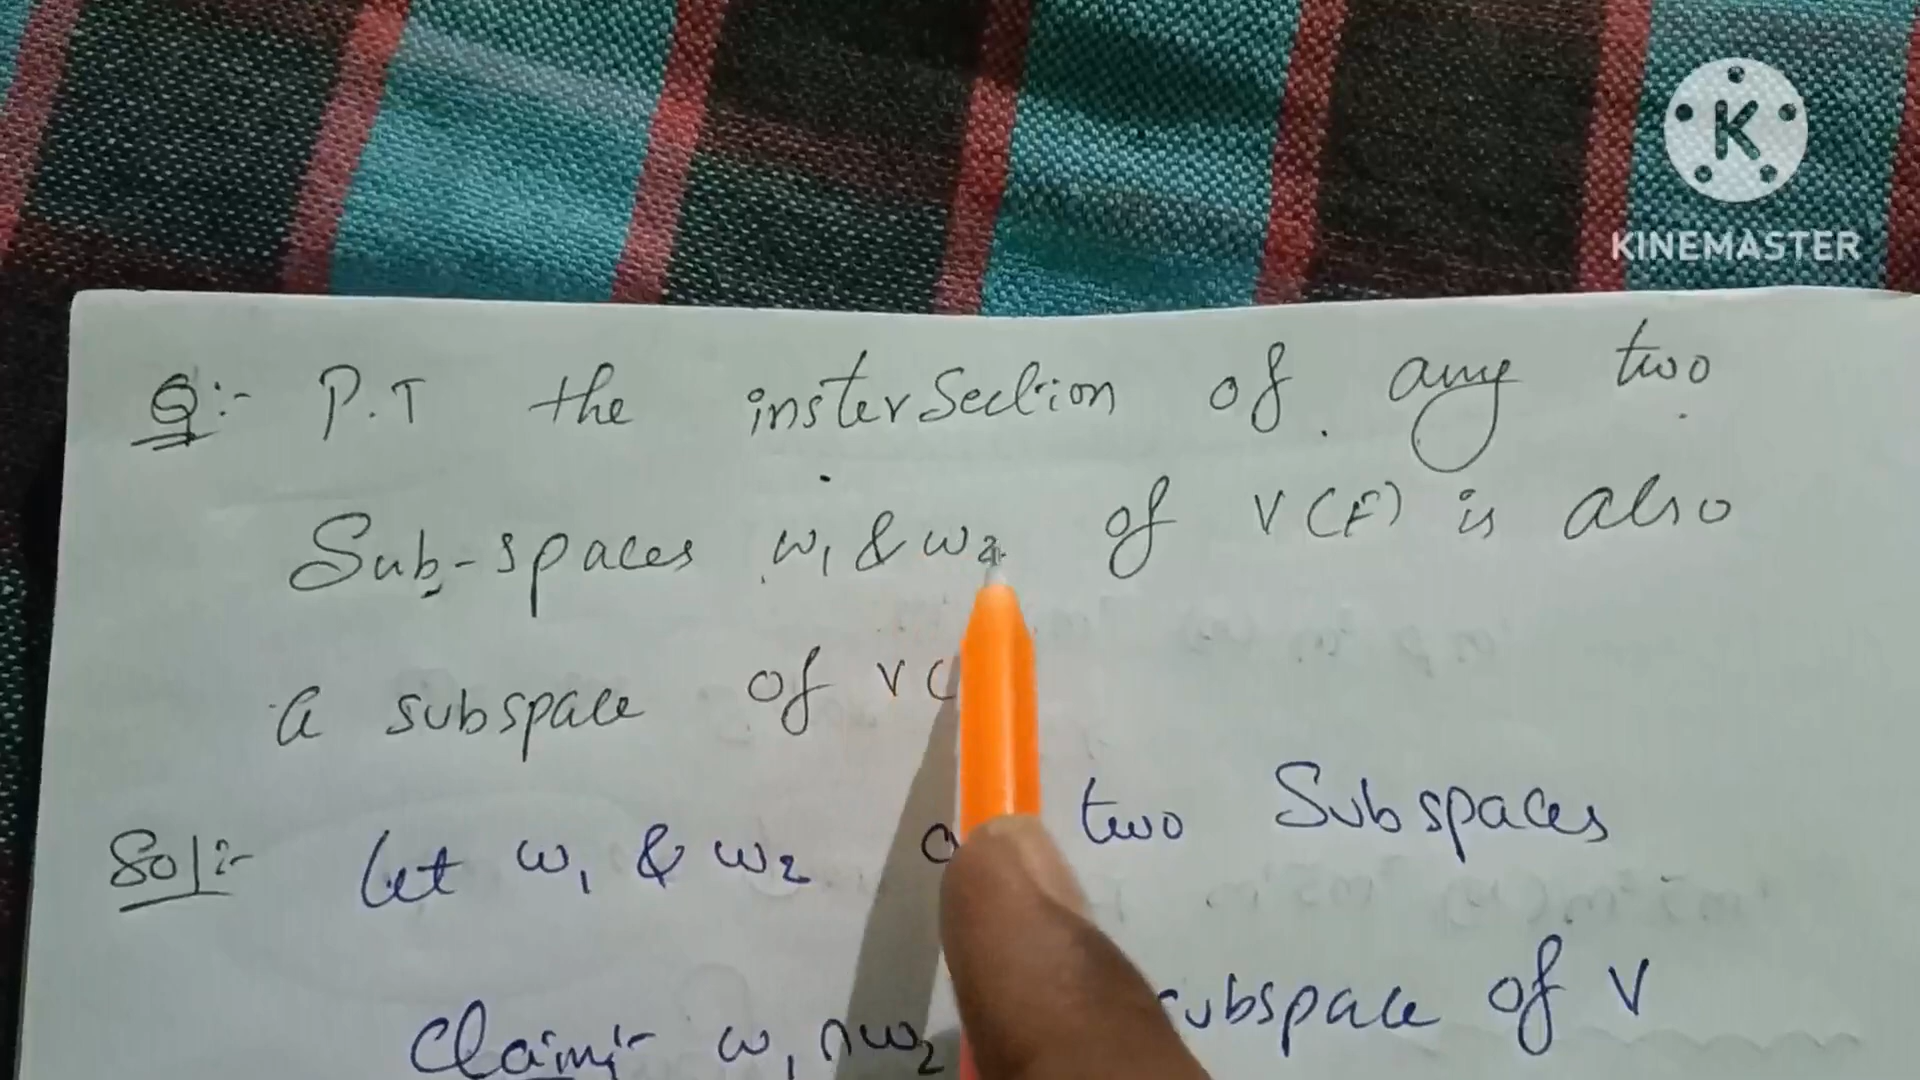 KINEMASTER
Q:- P.T the instersection of any two
Sub-spaces W1 & W2 of V(F) is also
a subspace of V(
Sol:- let W1 & W2 two Subspaces
Claim:- W1 ∩ W2 subspace of V